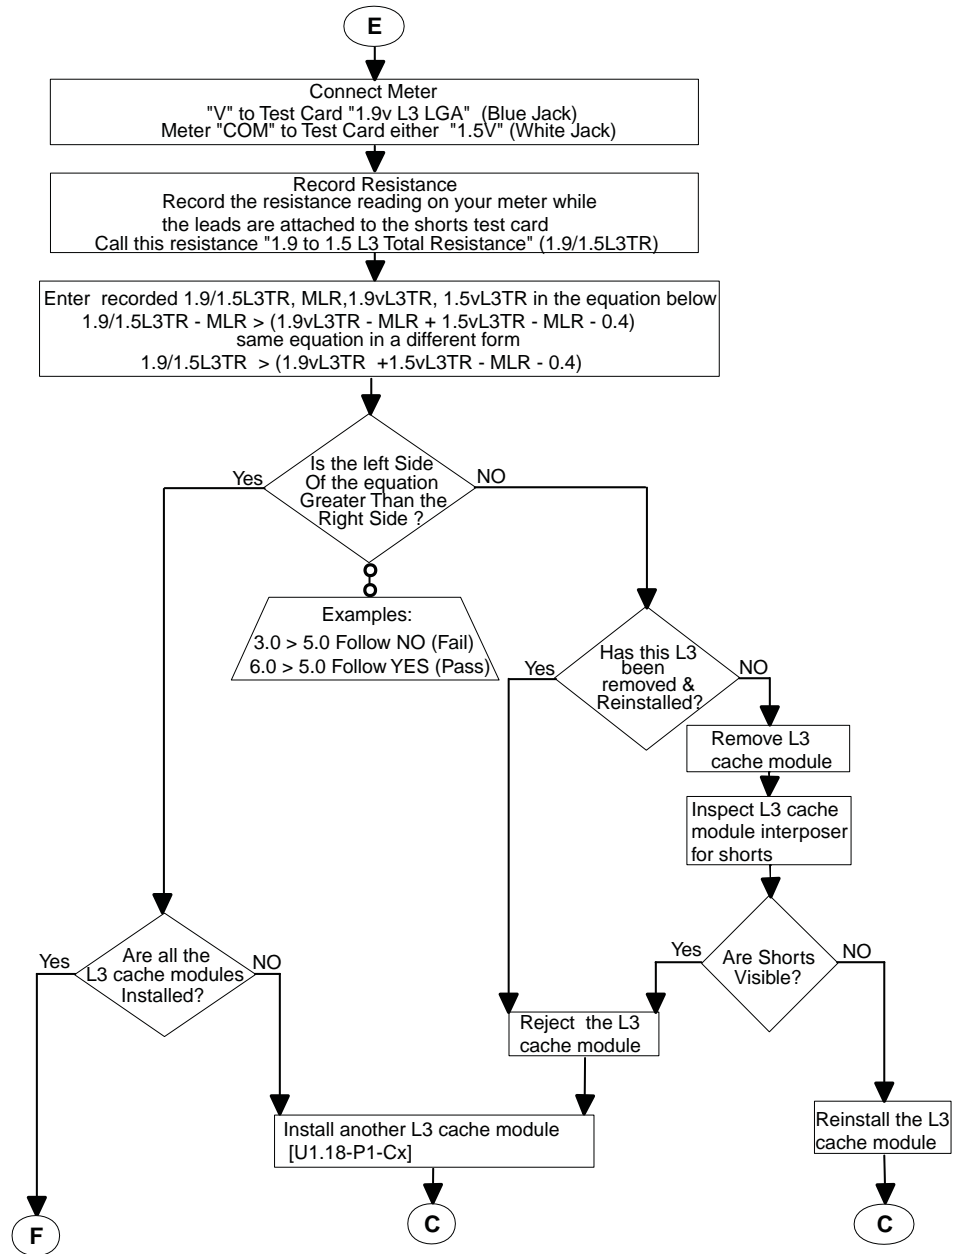 E
Connect Meter
"V" to Test Card "1.9v L3 LGA" (Blue Jack)
Meter "COM" to Test Card either "1.5V" (White Jack)
Record Resistance
Record the resistance reading on your meter while
the leads are attached to the shorts test card
Call this resistance "1.9 to 1.5 L3 Total Resistance" (1.9/1.5L3TR)
Enter recorded 1.9/1.5L3TR, MLR,1.9vL3TR, 1.5vL3TR in the equation below
1.9/1.5L3TR - MLR > (1.9vL3TR - MLR + 1.5vL3TR - MLR - 0.4)
same equation in a different form
1.9/1.5L3TR > (1.9vL3TR +1.5vL3TR - MLR - 0.4)
Is the left Side
Of the equation
Greater Than the
Right Side ?
Yes
NO
Examples:
3.0 > 5.0 Follow NO (Fail)
6.0 > 5.0 Follow YES (Pass)
Has this L3
been
removed &
Reinstalled?
Yes
NO
Remove L3
cache module
Inspect L3 cache
module interposer
for shorts
Are all the
L3 cache modules
Installed?
Yes
NO
Are Shorts
Visible?
Yes
NO
Reject the L3
cache module
Install another L3 cache module
[U1.18-P1-Cx]
Reinstall the L3
cache module
F
C
C